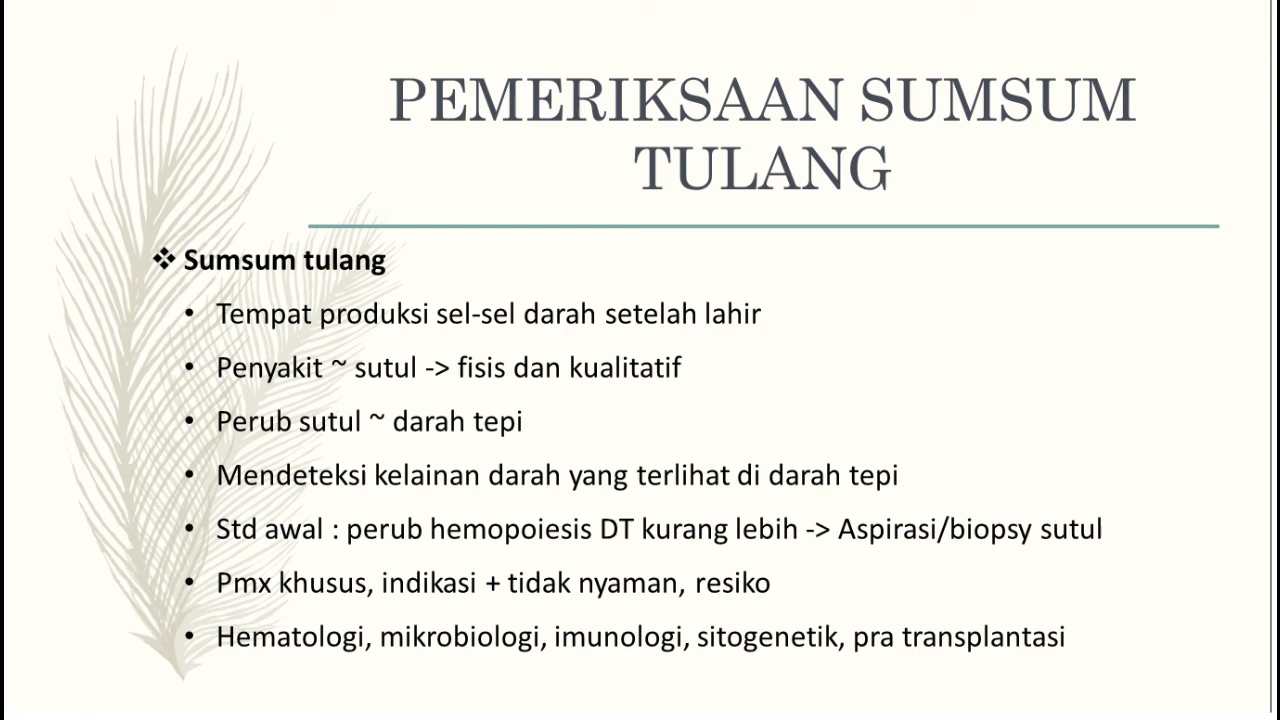 PEMERIKSAAN SUMSUM
TULANG
❖ Sumsum tulang
• Tempat produksi sel-sel darah setelah lahir
• Penyakit ~ sutul -> fisis dan kualitatif
• Perub sutul ~ darah tepi
• Mendeteksi kelainan darah yang terlihat di darah tepi
• Std awal : perub hemopoiesis DT kurang lebih -> Aspirasi/biopsy sutul
• Pmx khusus, indikasi + tidak nyaman, resiko
• Hematologi, mikrobiologi, imunologi, sitogenetik, pra transplantasi